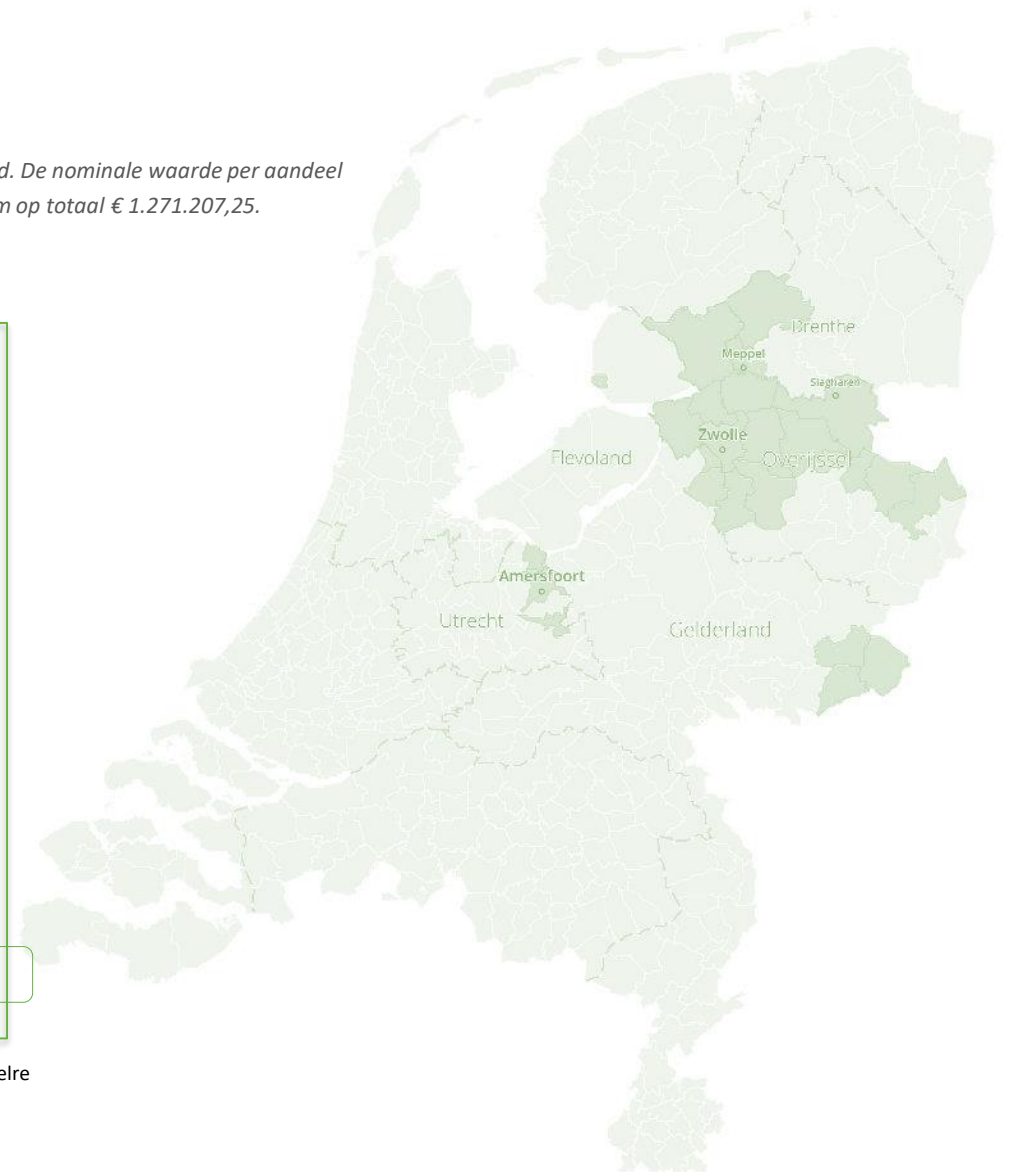 d. De nominale waarde per aandeel
m op totaal € 1.271.207,25.
Drenthe
Meppel
Slagharen
Zwolle
Flevoland
Overijssel
Amersfoort
Utrecht
Gelderland
elre